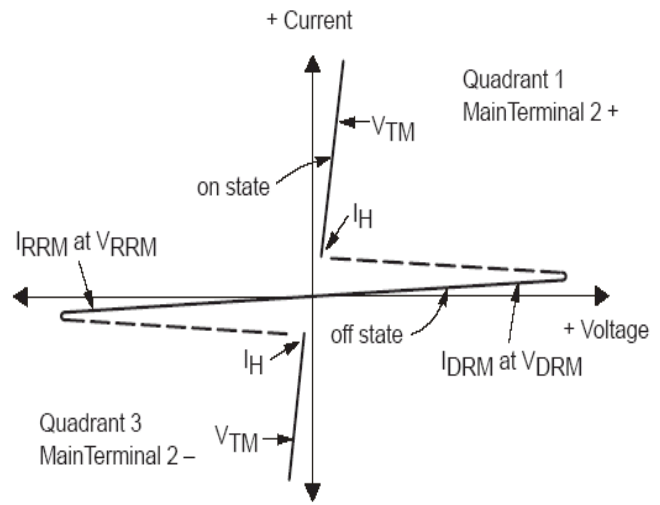 + Current
Quadrant 1
MainTerminal 2 +
VTM
on state
IH
IRRM at VRRM
+ Voltage
off state
IH
IDRM at VDRM
Quadrant 3
MainTerminal 2 –
VTM